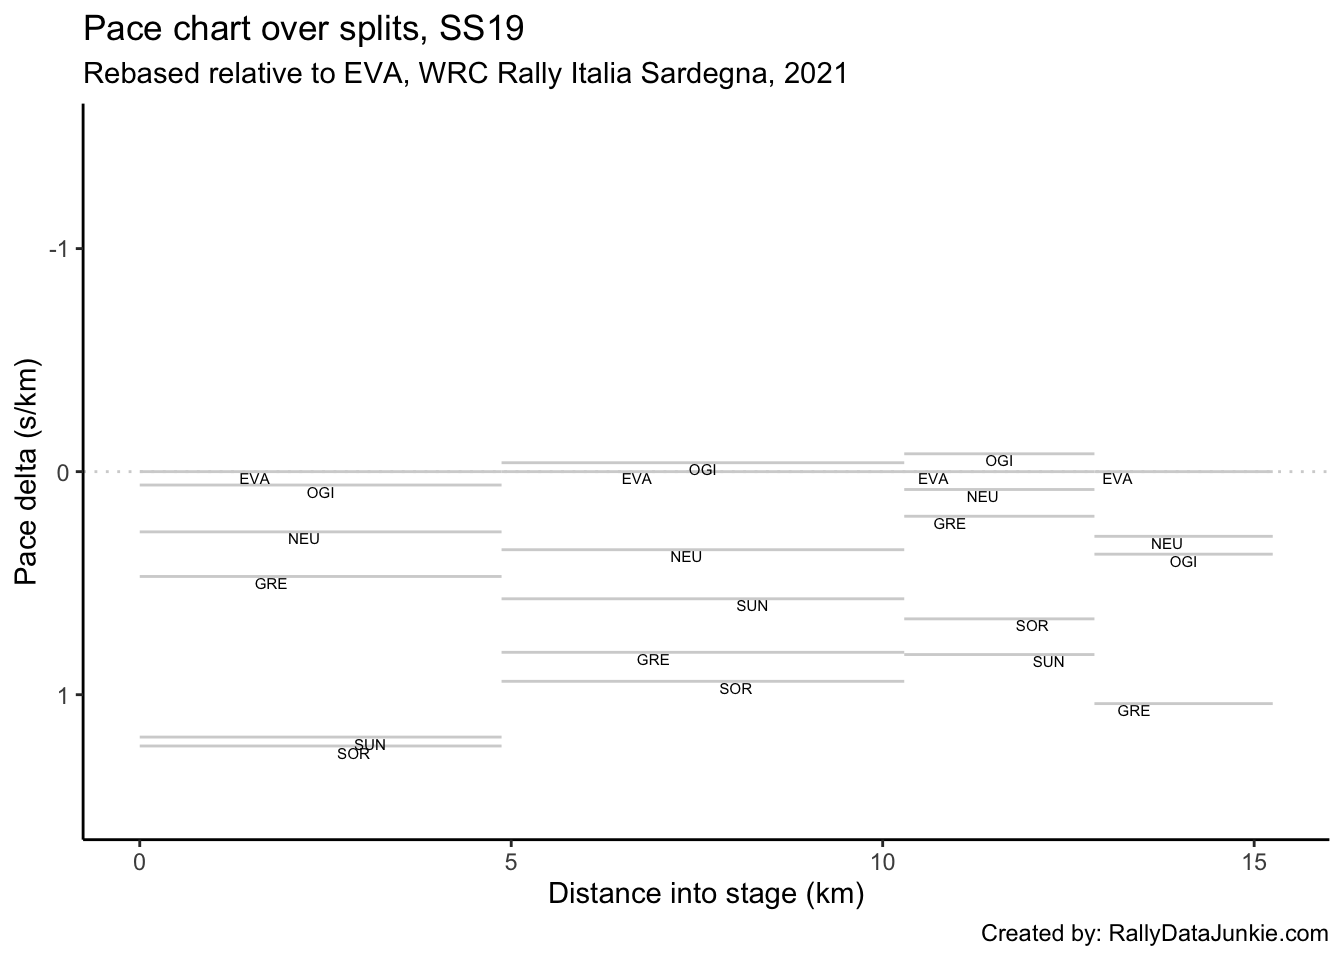 Pace chart over splits, SS19
Rebased relative to EVA, WRC Rally Italia Sardegna, 2021
Pace delta (s/km)
-1
0
1
EVA
OGI
NEU
GRE
SUN
SOR
OGI
EVA
NEU
SUN
GRE
SOR
OGI
EVA
NEU
GRE
SOR
SUN
EVA
NEU
OGI
GRE
0 5 10 15
Distance into stage (km)
Created by: RallyDataJunkie.com